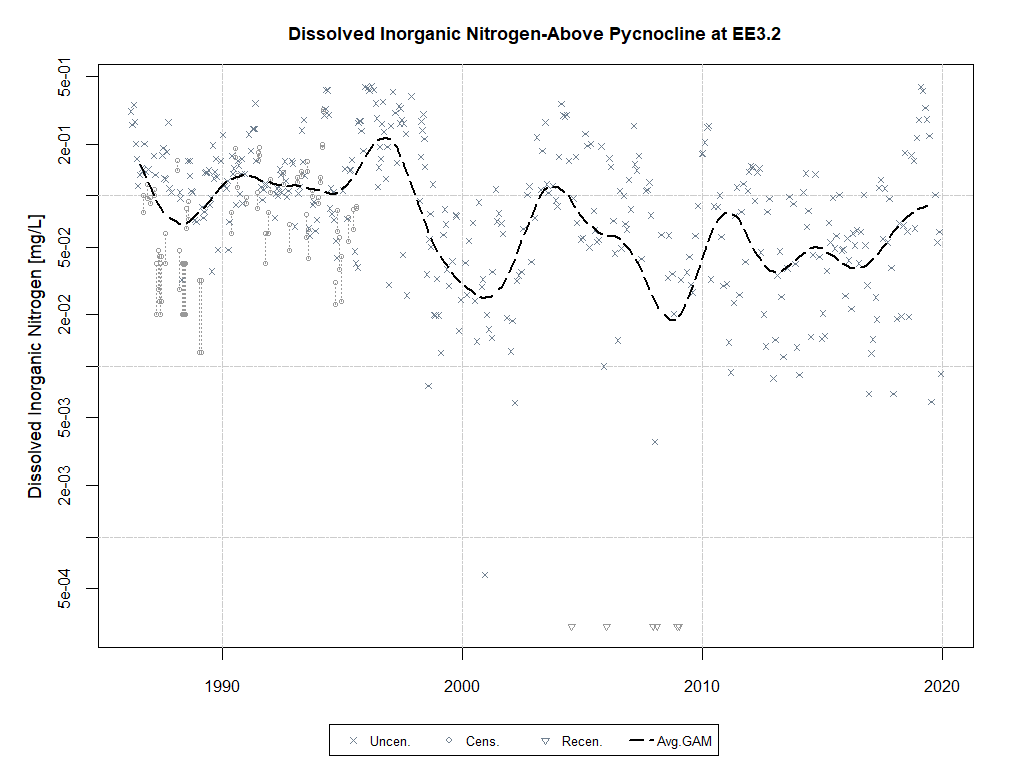 Dissolved Inorganic Nitrogen-Above Pycnocline at EE3.2
Dissolved Inorganic Nitrogen [mg/L]
5e-01
2e-01
5e-02
2e-02
5e-03
2e-03
5e-04
1990 2000 2010 2020
Uncen. Cens. Recen. Avg.GAM